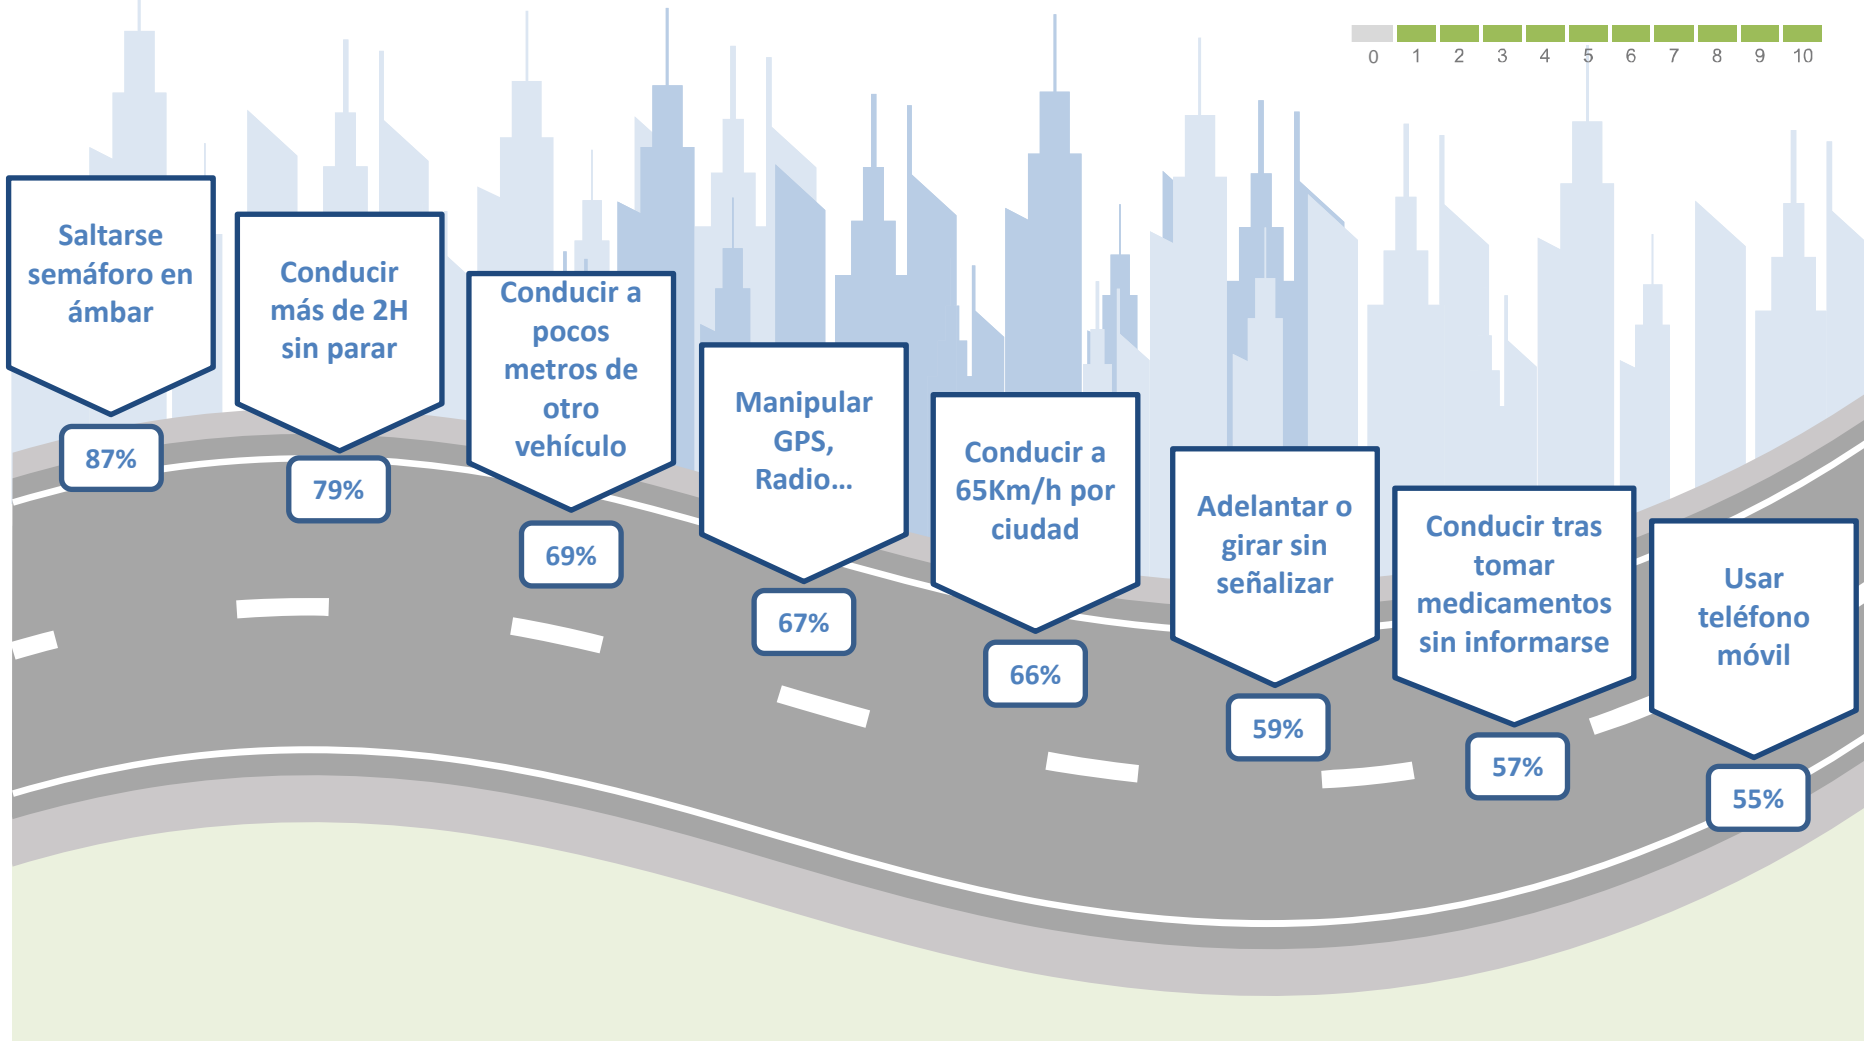 0 1 2 3 4 5 6 7 8 9 10
Saltarse
semáforo en
ámbar
87%
Conducir
más de 2H
sin parar
79%
Conducir a
pocos
metros de
otro
vehículo
69%
Manipular
GPS,
Radio...
67%
Conducir a
65Km/h por
ciudad
66%
Adelantar o
girar sin
señalizar
59%
Conducir tras
tomar
medicamentos
sin informarse
57%
Usar
teléfono
móvil
55%